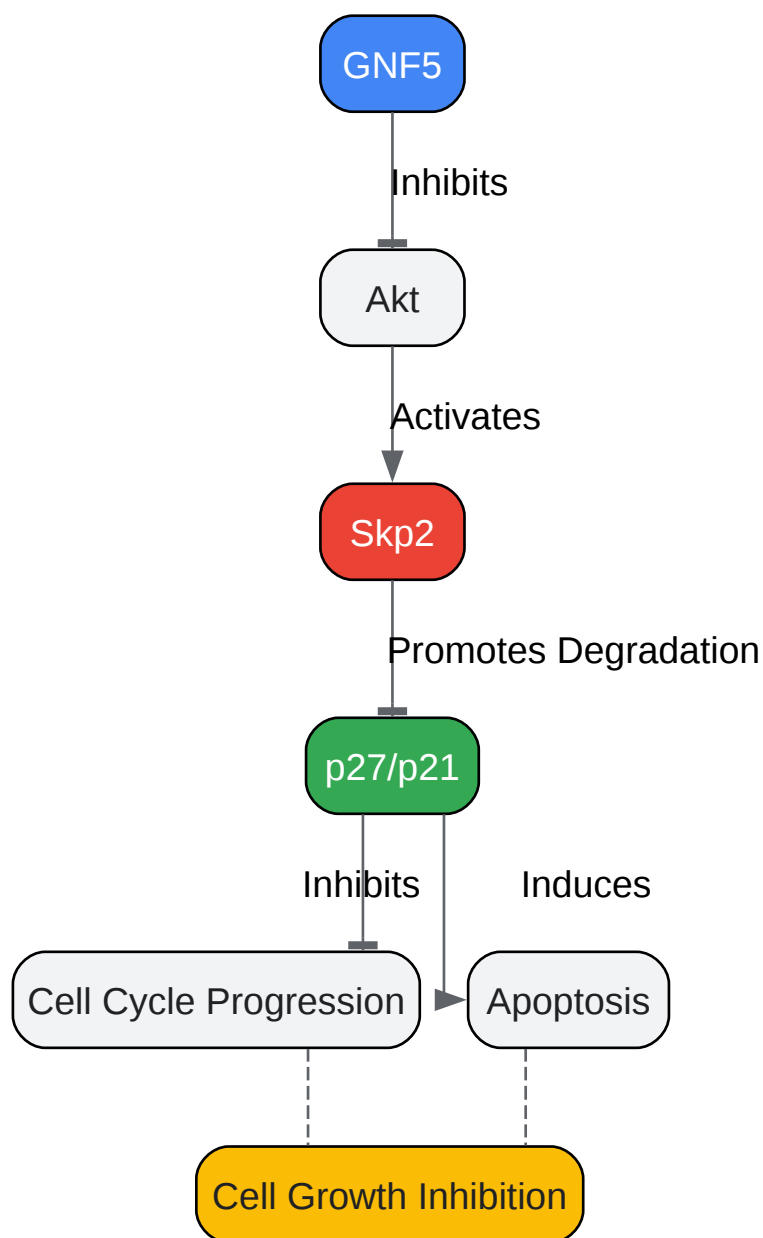 GNF5
Inhibits
Akt
Activates
Skp2
Promotes Degradation
p27/p21
Inhibits
Induces
Cell Cycle Progression
Apoptosis
Cell Growth Inhibition